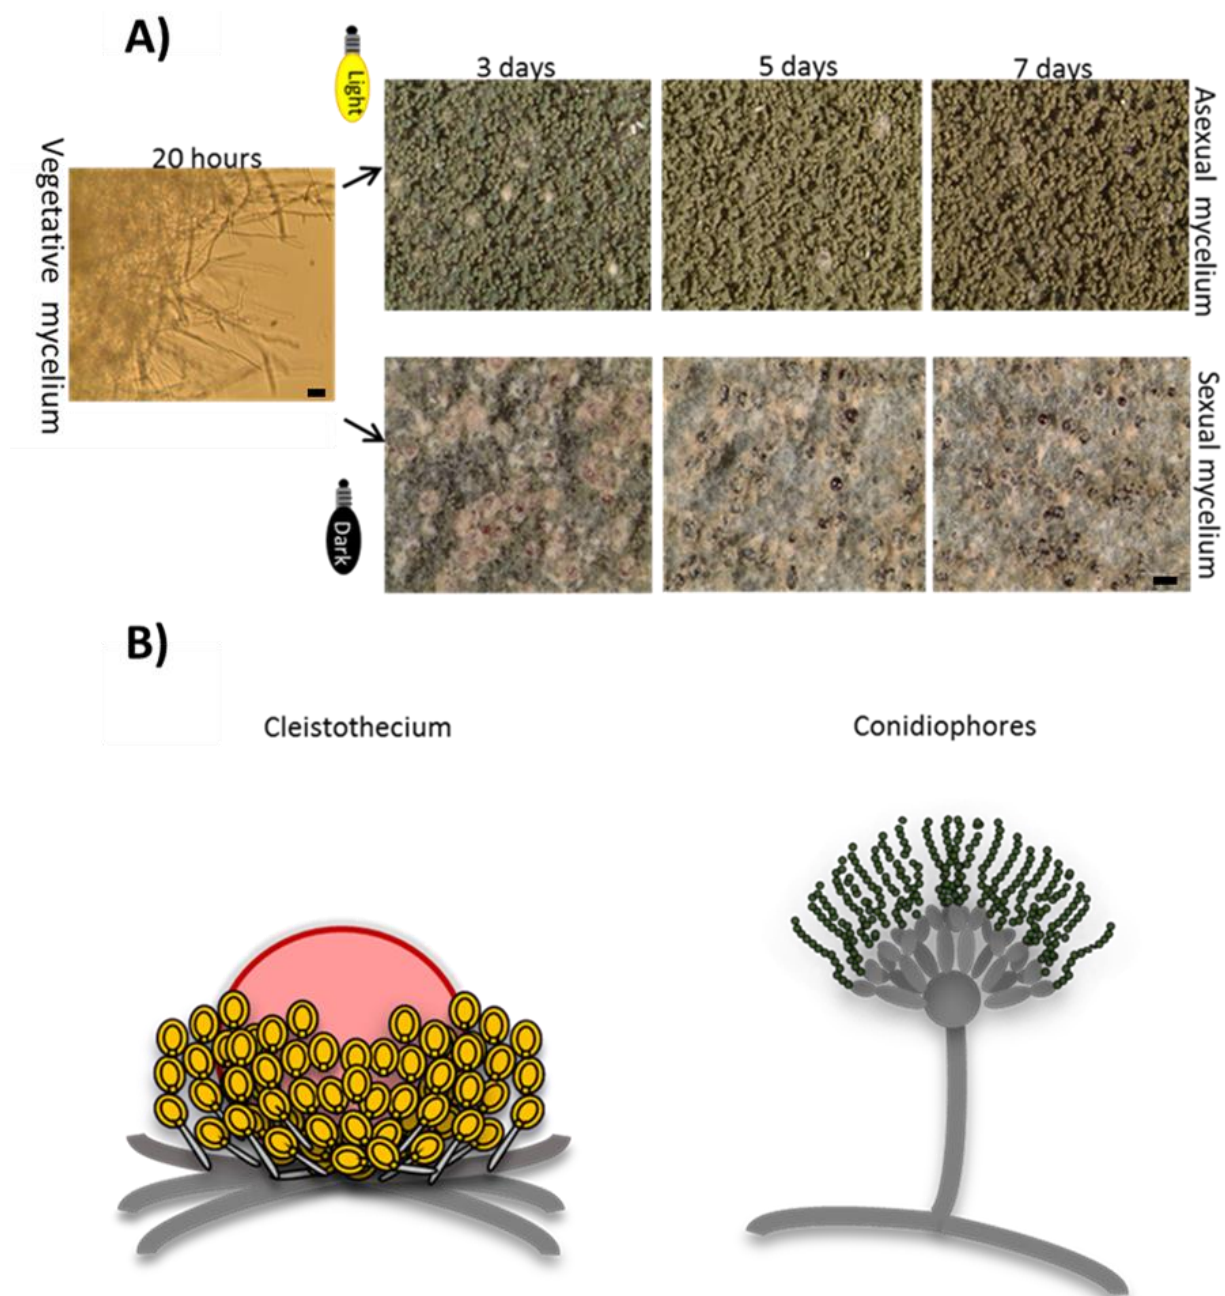 A)
Light
3 days
5 days
7 days
Asexual mycelium
20 hours
Vegetative mycelium
Dark
Sexual mycelium
B)
Cleistothecium
Conidiophores